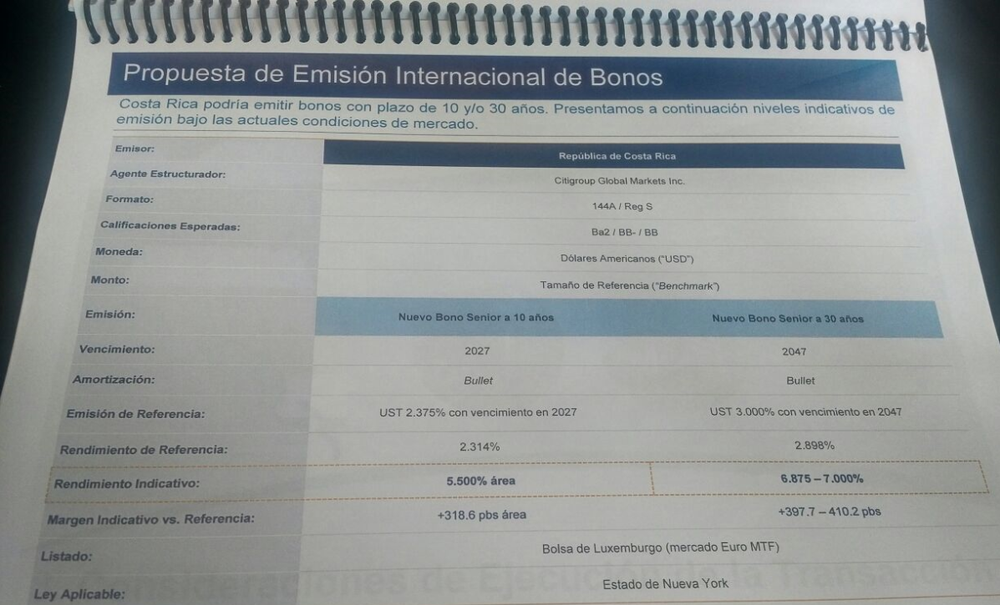 Propuesta de Emisión Internacional de Bonos
Costa Rica podría emitir bonos con plazo de 10 y/o 30 años. Presentamos a continuación niveles indicativos de
emisión bajo las actuales condiciones de mercado.
Emisor: República de Costa Rica
Agente Estructurador: Citigroup Global Markets Inc.
Formato: 144A / Reg S
Calificaciones Esperadas: Ba2 / BB- / BB
Moneda: Dólares Americanos ("USD")
Monto: Tamaño de Referencia ("Benchmark")
Emisión: Nuevo Bono Senior a 10 años Nuevo Bono Senior a 30 años
Vencimiento: 2027 2047
Amortización: Bullet Bullet
Emisión de Referencia: UST 2.375% con vencimiento en 2027 UST 3.000% con vencimiento en 2047
Rendimiento de Referencia: 2.314% 2.898%
Rendimiento Indicativo: 5.500% área 6.875 – 7.000%
Margen Indicativo vs. Referencia: +318.6 pbs área +397.7 – 410.2 pbs
Listado: Bolsa de Luxemburgo (mercado Euro MTF)
Ley Aplicable: Estado de Nueva York